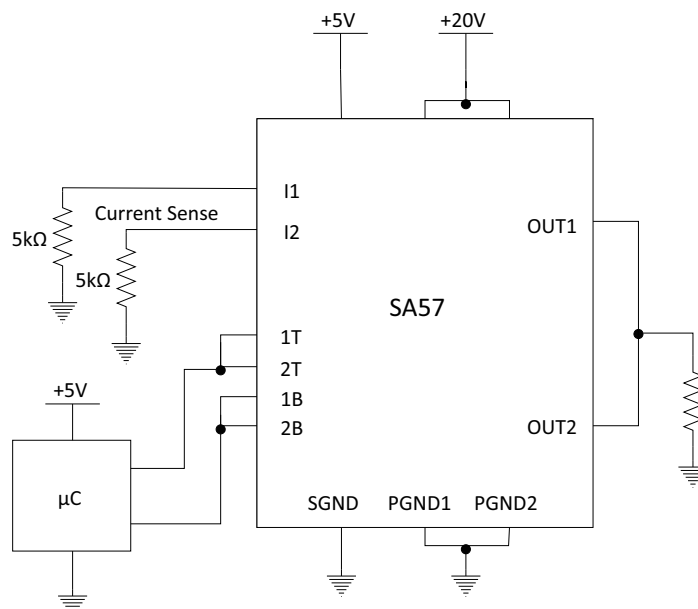 +5V
+20V
I1
Current Sense
I2
5kΩ
5kΩ
OUT1
SA57
1T
2T
1B
2B
+5V
OUT2
µC
SGND
PGND1
PGND2